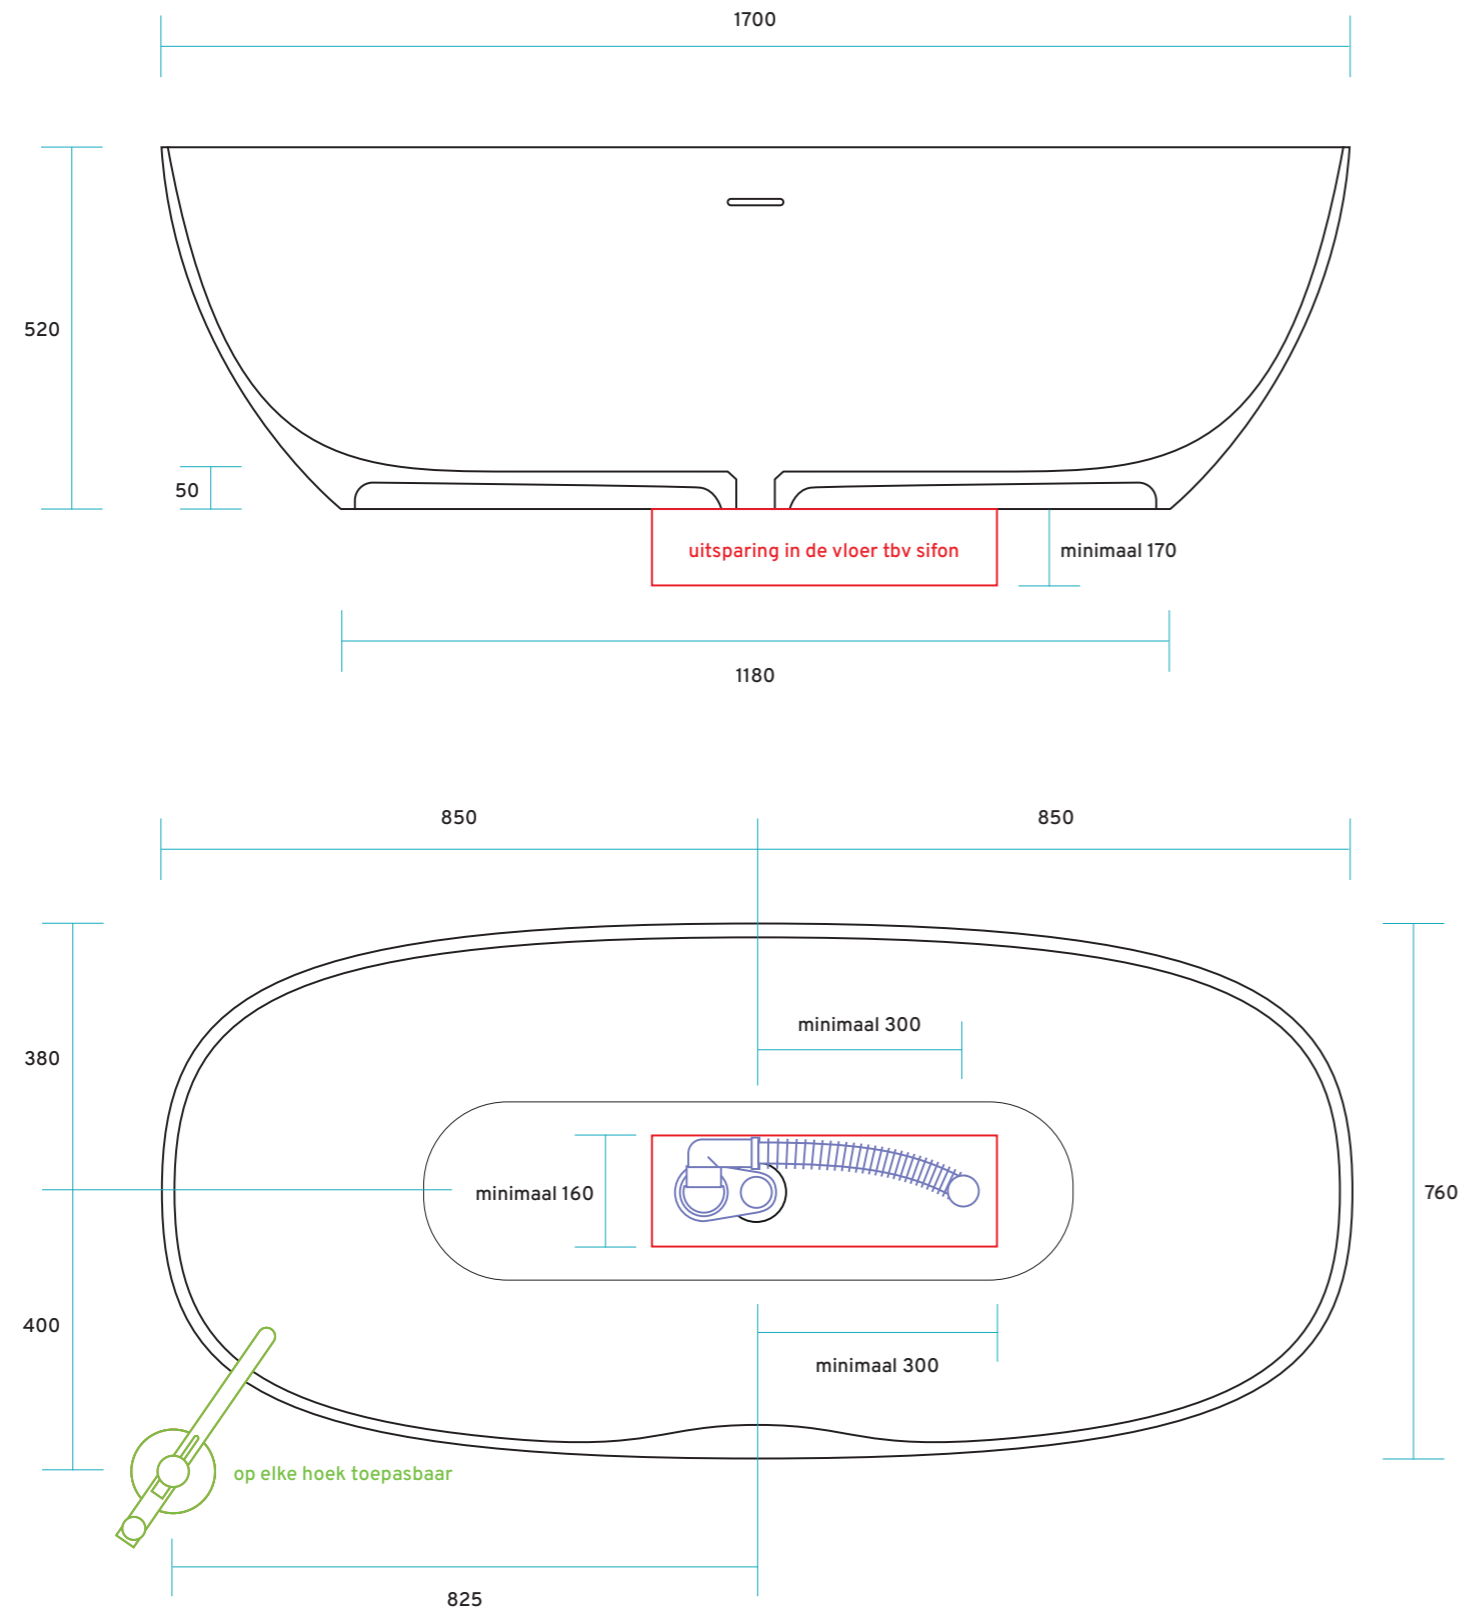 1700
520
50
uitsparing in de vloer tbv sifon
minimaal 170
1180
850
850
minimaal 300
380
minimaal 160
760
400
minimaal 300
op elke hoek toepasbaar
825